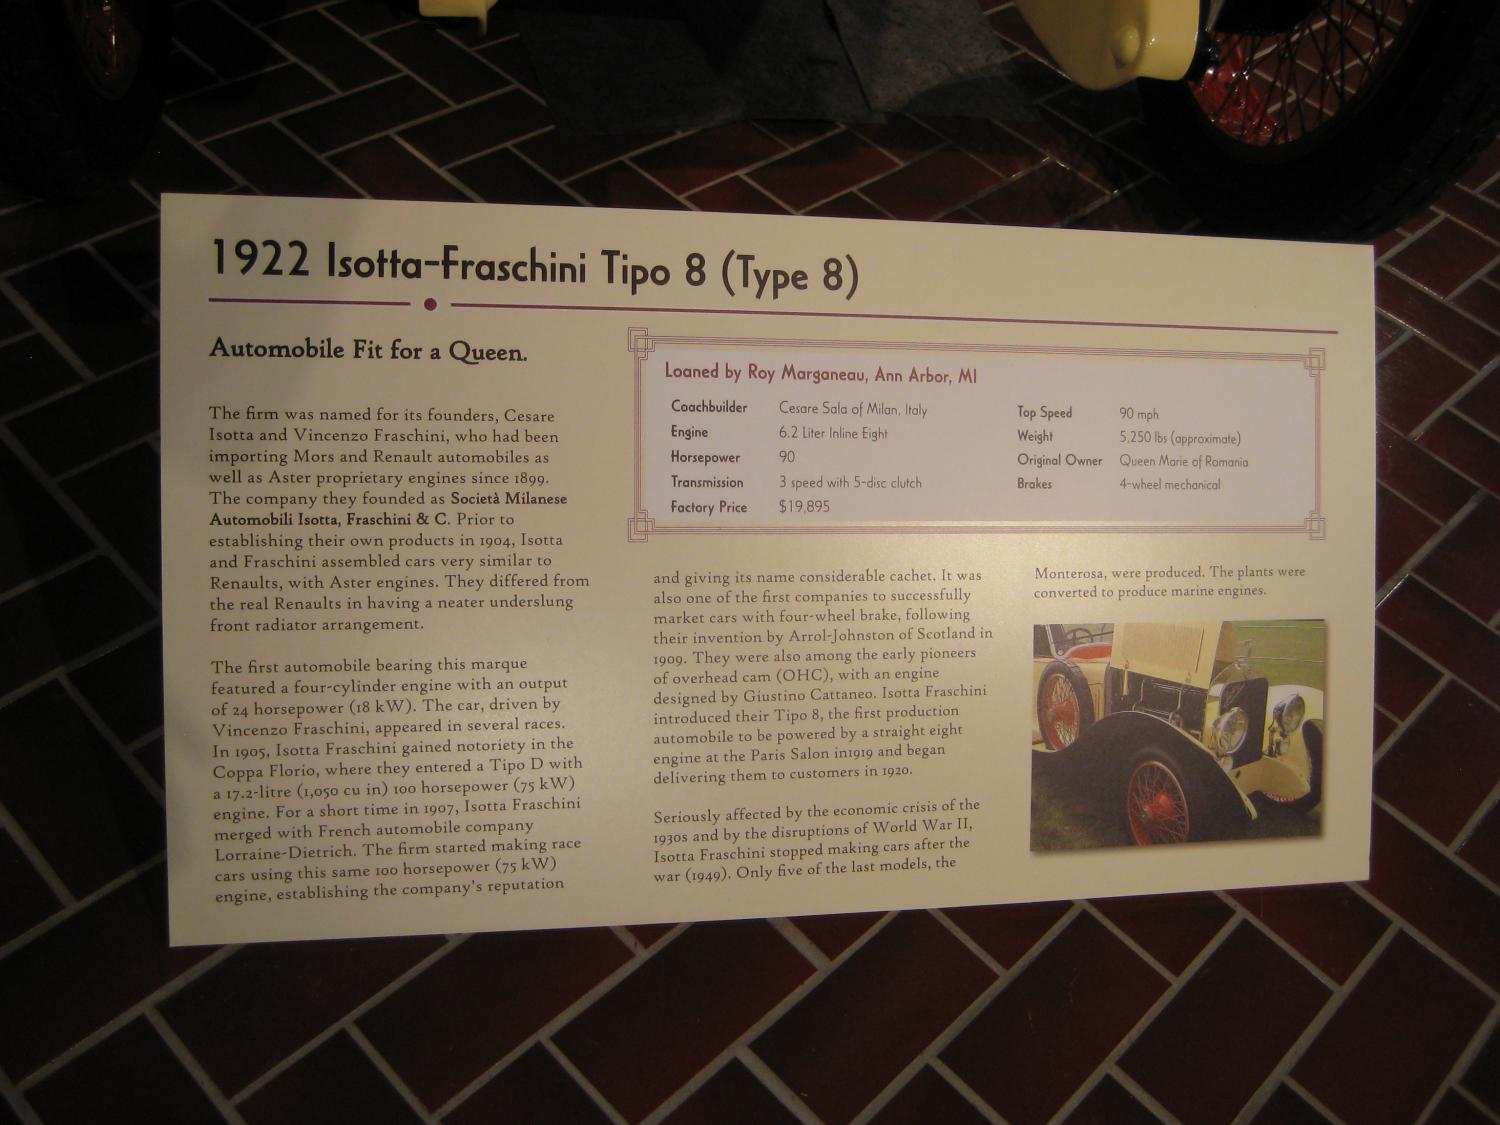 1922 Isotta-Fraschini Tipo 8 (Type 8)
Automobile Fit for a Queen.
The firm was named for its founders, Cesare
Isotta and Vincenzo Fraschini, who had been
importing Mors and Renault automobiles as
well as Aster proprietary engines since 1899.
The company they founded as Società Milanese
Automobili Isotta, Fraschini & C. Prior to
establishing their own products in 1904, Isotta
and Fraschini assembled cars very similar to
Renaults, with Aster engines. They differed from
the real Renaults in having a neater underslung
front radiator arrangement.
The first automobile bearing this marque
featured a four-cylinder engine with an output
of 24 horsepower (18 kW). The car, driven by
Vincenzo Fraschini, appeared in several races.
In 1905, Isotta Fraschini gained notoriety in the
Coppa Florio, where they entered a Tipo D with
a 17.2-litre (1,050 cu in) 100 horsepower (75 kW)
engine. For a short time in 1907, Isotta Fraschini
merged with French automobile company
Lorraine-Dietrich. The firm started making race
cars using this same 100 horsepower (75 kW)
engine, establishing the company's reputation
Loaned by Roy Marganeau, Ann Arbor, MI
Coachbuilder Cesare Sala of Milan, Italy
Engine 6.2 Liter Inline Eight
Horsepower 90
Transmission 3 speed with 5-disc clutch
Factory Price $19,895
Top Speed 90 mph
Weight 5,250 lbs (approximate)
Original Owner Queen Marie of Romania
Brakes 4-wheel mechanical
and giving its name considerable cachet. It was
also one of the first companies to successfully
market cars with four-wheel brake, following
their invention by Arrol-Johnston of Scotland in
1909. They were also among the early pioneers
of overhead cam (OHC), with an engine
designed by Giustino Cattaneo. Isotta Fraschini
introduced their Tipo 8, the first production
automobile to be powered by a straight eight
engine at the Paris Salon in1919 and began
delivering them to customers in 1920.
Seriously affected by the economic crisis of the
1930s and by the disruptions of World War II,
Isotta Fraschini stopped making cars after the
war (1949). Only five of the last models, the
Monterosa, were produced. The plants were
converted to produce marine engines.